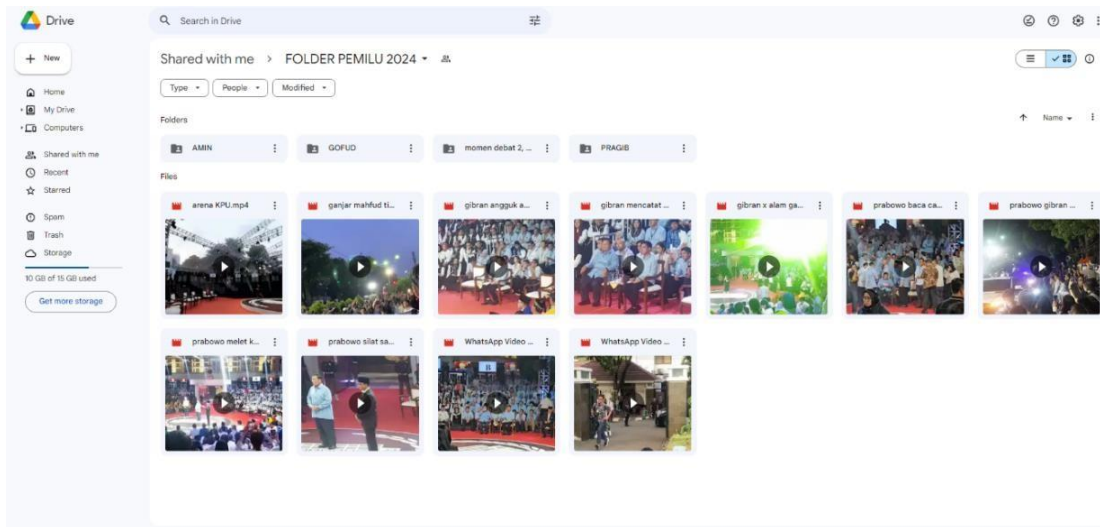 Drive
Search in Drive
New
Home
My Drive
Computers
Shared with me
Recent
Starred
Spam
Trash
Storage
10 GB of 15 GB used
Get more storage
Shared with me > FOLDER PEMILU 2024
Type People Modified
Folders
Name
AMIN GOFUD momen debat 2, ... PRAGIB
Files
arena KPU.mp4 ganjar mahfud ti... gibran angguk a... gibran mencatat ... gibran x alam ga... prabowo baca ca... prabowo gibran ...
prabowo melet k... prabowo silat sa... WhatsApp Video ... WhatsApp Video ...